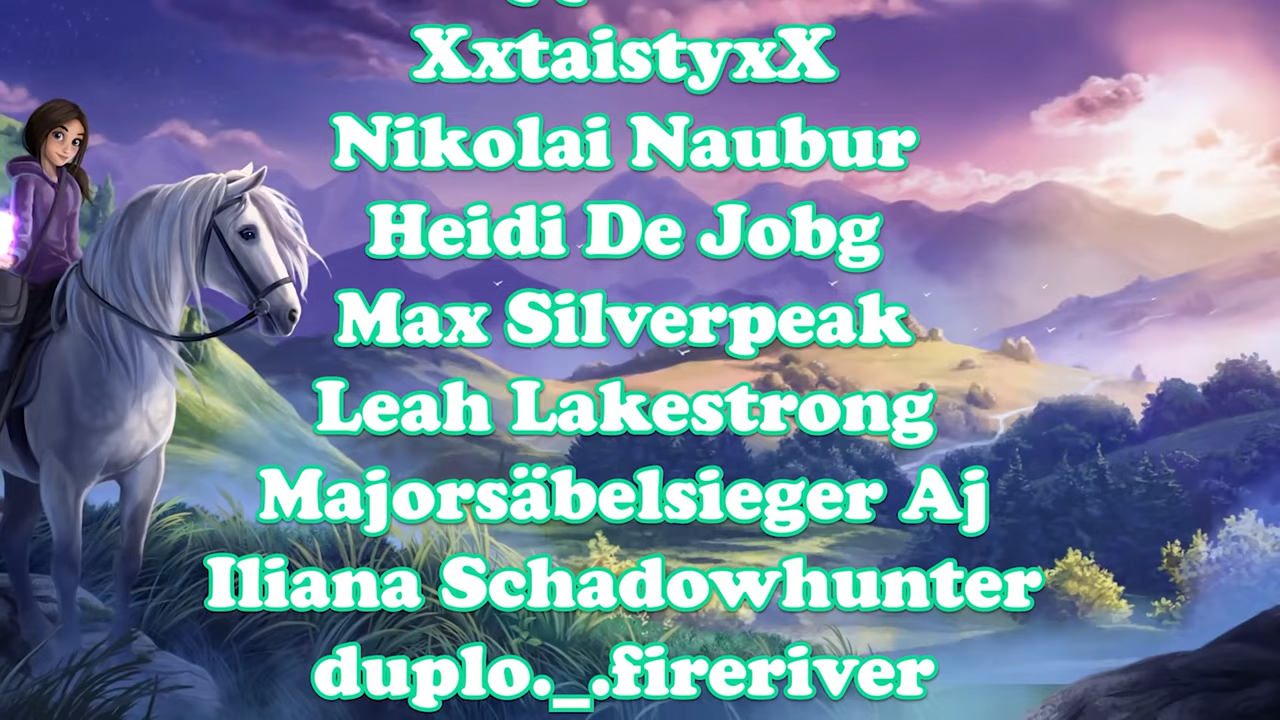 XxtaistyxX
Nikolai Naubur
Heidi De Jobg
Max Silverpeak
Leah Lakestrong
Majorsäbelsieger Aj
Iliana Schadowhunter
duplo._.fireriver